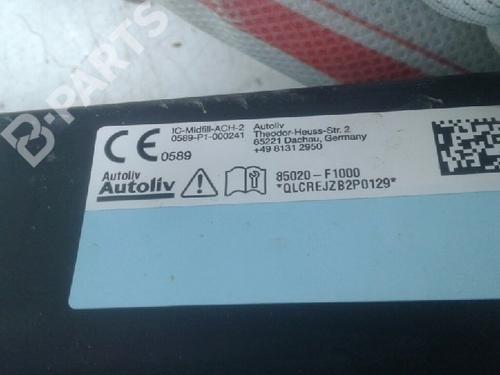 B-PARTS
IC-Midfill-ACH-2
0589-P1-000241
Autoliv
Theodor-Heuss-Str. 2
85221 Dachau, Germany
+49 8131 2950
CE 0589
Autoliv
Autoliv
85020-F1000
*QLCREJZB2P0129*